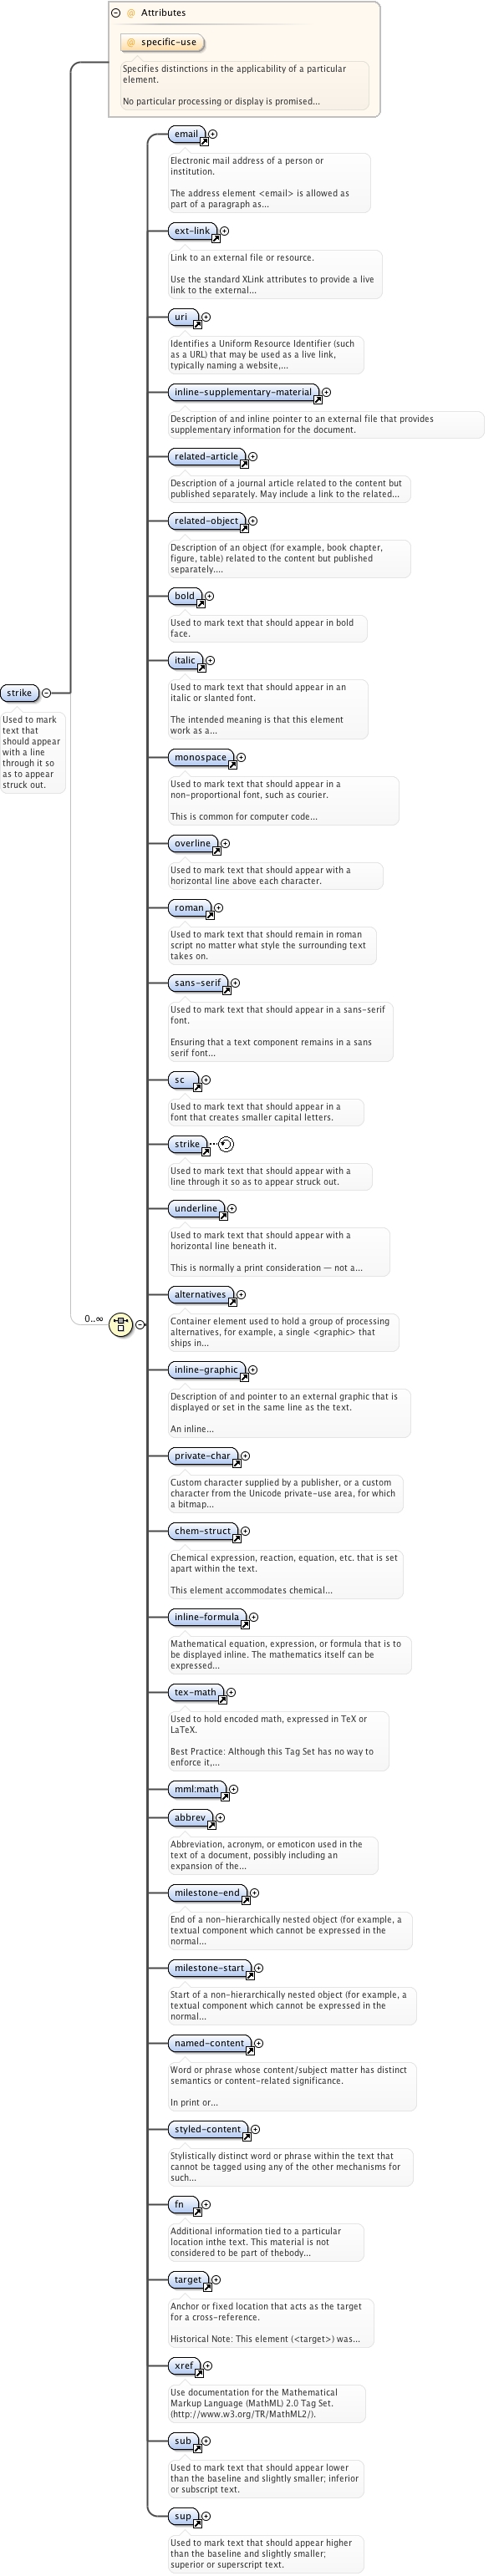 @ Attributes
@ specific-use
Specifies distinctions in the applicability of a particular
element.
No particular processing or display is promised...
email
Electronic mail address of a person or
institution.
The address element <email> is allowed as
part of a paragraph as...
ext-link
Link to an external file or resource.
Use the standard XLink attributes to provide a live
link to the external...
uri
Identifies a Uniform Resource Identifier (such
as a URL) that may be used as a live link,
typically naming a website,...
inline-supplementary-material
Description of and inline pointer to an external file that provides
supplementary information for the document.
related-article
Description of a journal article related to the content but
published separately. May include a link to the related...
related-object
Description of an object (for example, book chapter,
figure, table) related to the content but published
separately....
bold
Used to mark text that should appear in bold
face.
italic
Used to mark text that should appear in an
italic or slanted font.
The intended meaning is that this element
work as a...
strike
Used to mark
text that
should appear
with a line
through it so
as to appear
struck out.
monospace
Used to mark text that should appear in a
non-proportional font, such as courier.
This is common for computer code...
overline
Used to mark text that should appear with a
horizontal line above each character.
roman
Used to mark text that should remain in roman
script no matter what style the surrounding text
takes on.
sans-serif
Used to mark text that should appear in a sans-serif
font.
Ensuring that a text component remains in a sans
serif font...
sc
Used to mark text that should appear in a
font that creates smaller capital letters.
strike
Used to mark text that should appear with a
line through it so as to appear struck out.
underline
Used to mark text that should appear with a
horizontal line beneath it.
This is normally a print consideration — not a...
alternatives
0..∞
Container element used to hold a group of processing
alternatives, for example, a single <graphic> that
ships in...
inline-graphic
Description of and pointer to an external graphic that is
displayed or set in the same line as the text.
An inline...
private-char
Custom character supplied by a publisher, or a custom
character from the Unicode private-use area, for which
a bitmap...
chem-struct
Chemical expression, reaction, equation, etc. that is set
apart within the text.
This element accommodates chemical...
inline-formula
Mathematical equation, expression, or formula that is to
be displayed inline. The mathematics itself can be
expressed...
tex-math
Used to hold encoded math, expressed in TeX or
LaTeX.
Best Practice: Although this Tag Set has no way to
enforce it,...
mml:math
abbrev
Abbreviation, acronym, or emoticon used in the
text of a document, possibly including an
expansion of the...
milestone-end
End of a non-hierarchically nested object (for example, a
textual component which cannot be expressed in the
normal...
milestone-start
Start of a non-hierarchically nested object (for example, a
textual component which cannot be expressed in the
normal...
named-content
Word or phrase whose content/subject matter has distinct
semantics or content-related significance.
In print or...
styled-content
Stylistically distinct word or phrase within the text that
cannot be tagged using any of the other mechanisms for
such...
fn
Additional information tied to a particular
location inthe text. This material is not
considered to be part of thebody...
target
Anchor or fixed location that acts as the target
for a cross-reference.
Historical Note: This element (<target>) was...
xref
Use documentation for the Mathematical
Markup Language (MathML) 2.0 Tag Set.
(http://www.w3.org/TR/MathML2/).
sub
Used to mark text that should appear lower
than the baseline and slightly smaller; inferior
or subscript text.
sup
Used to mark text that should appear higher
than the baseline and slightly smaller;
superior or superscript text.